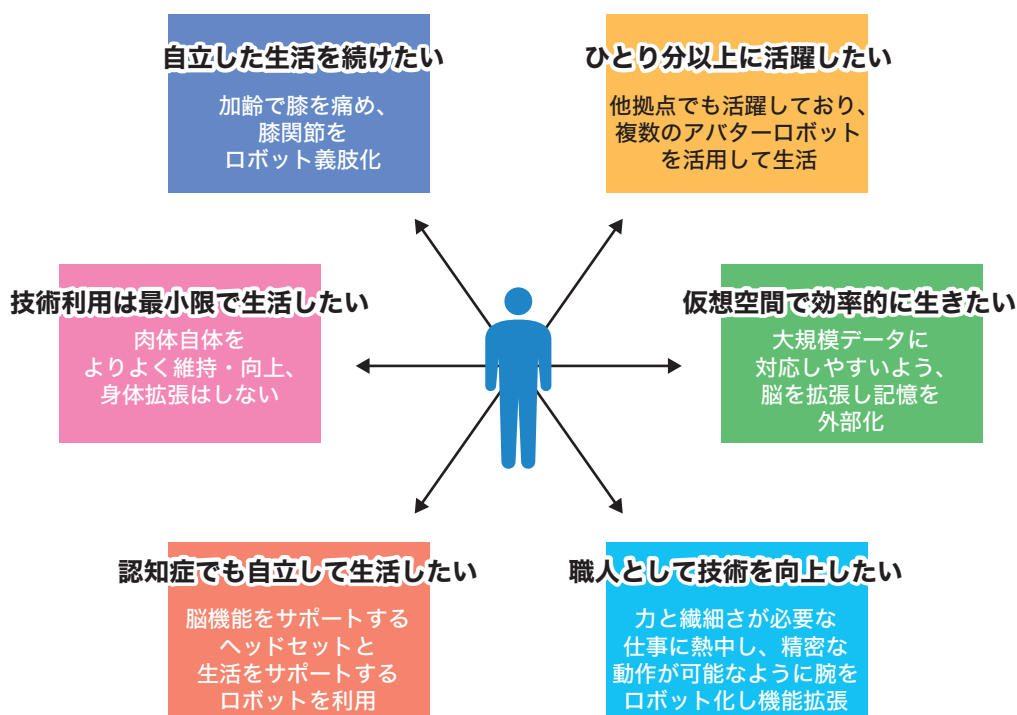 自立した生活を続けたい
加齢で膝を痛め、
膝関節を
ロボット義肢化
ひとり分以上に活躍したい
他拠点でも活躍しており、
複数のアバターロボット
を活用して生活
技術利用は最小限で生活したい
肉体自体を
よりよく維持・向上、
身体拡張はしない
仮想空間で効率的に生きたい
大規模データに
対応しやすいよう、
脳を拡張し記憶を
外部化
認知症でも自立して生活したい
脳機能をサポートする
ヘッドセットと
生活をサポートする
ロボットを利用
職人として技術を向上したい
力と繊細さが必要な
仕事に熱中し、精密な
動作が可能なように腕を
ロボット化し機能拡張